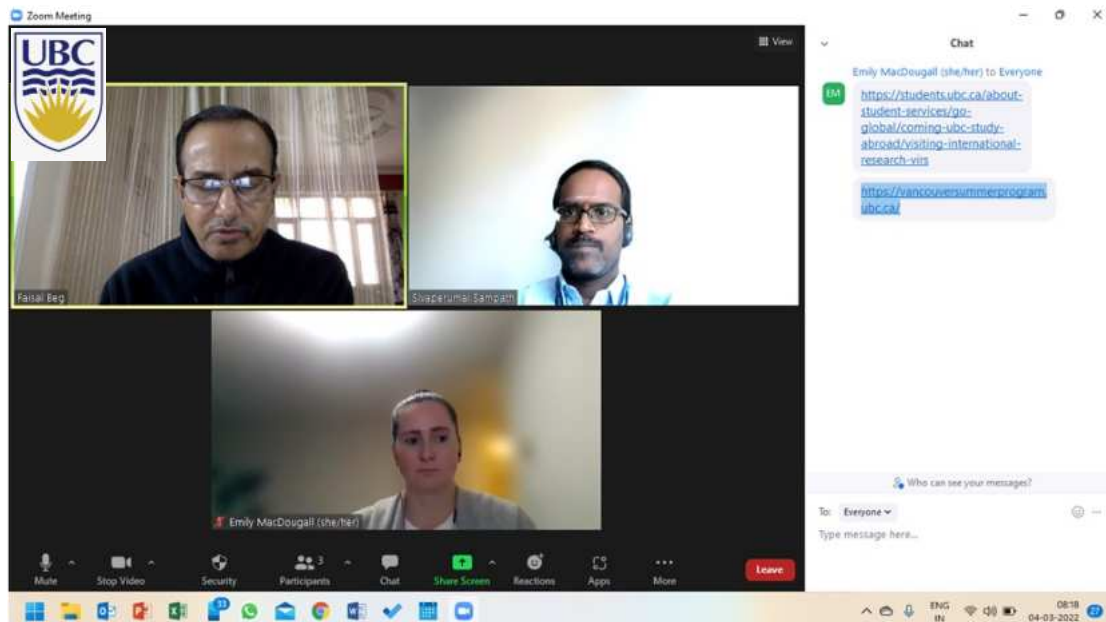 Zoom Meeting
UBC
View
Faisal Beg
Sivaperumal Sampath
Emily MacDougall (she/her)
Mute
Stop Video
Security
Participants
3
Chat
Share Screen
Reactions
Apps
More
Leave
Chat
Emily MacDougall (she/her) to Everyone
EM
https://students.ubc.ca/about-
student-services/go-
global/coming-ubc-study-
abroad/visiting-international-
research-virs
https://vancouversummerprogram.
ubc.ca/
Who can see your messages?
To: Everyone
Type message here...
33
ENG
IN
08:18
04-03-2022
27